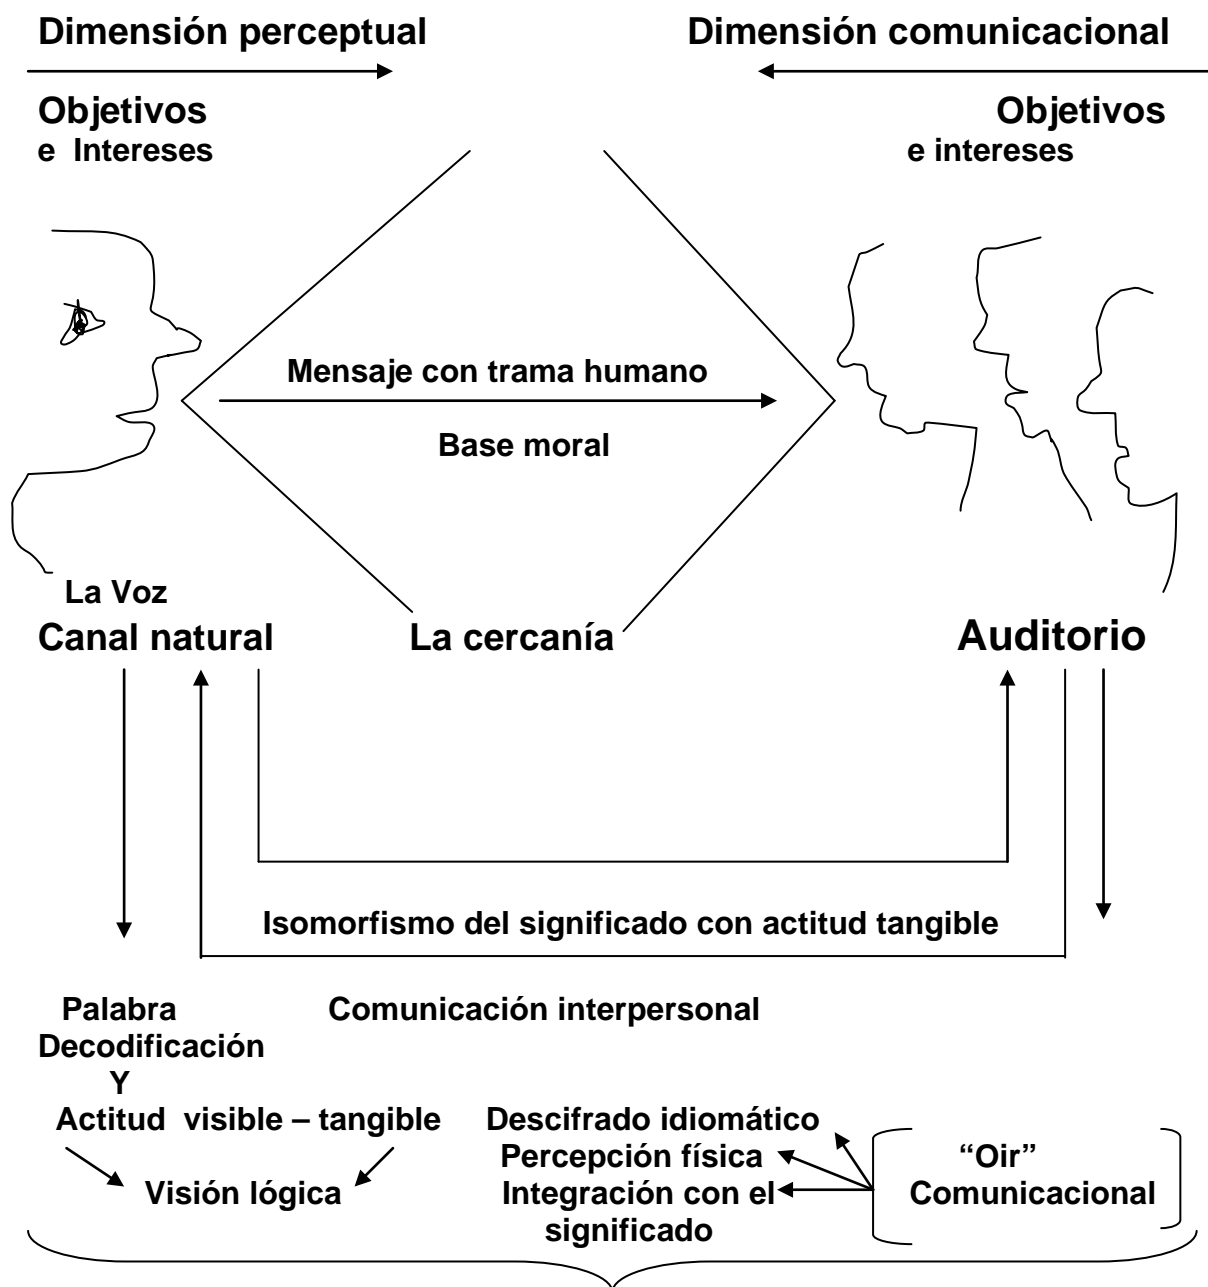 Dimensión perceptual
Dimensión comunicacional
Objetivos
e Intereses
Objetivos
e intereses
Mensaje con trama humano
Base moral
La Voz
Canal natural
La cercanía
Auditorio
Isomorfismo del significado con actitud tangible
Palabra
Decodificación
Y
Actitud visible – tangible
Visión lógica
Comunicación interpersonal
Descifrado idiomático
Percepción física
Integración con el
significado
“Oir”
Comunicacional